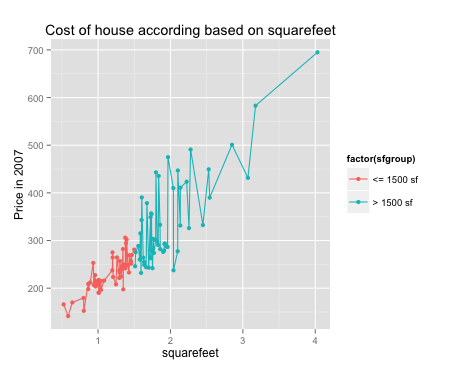 Cost of house according based on squarefeet
700
600
500
400
300
200
Price in 2007
1
2
3
4
squarefeet
factor(sfgroup)
<= 1500 sf
> 1500 sf